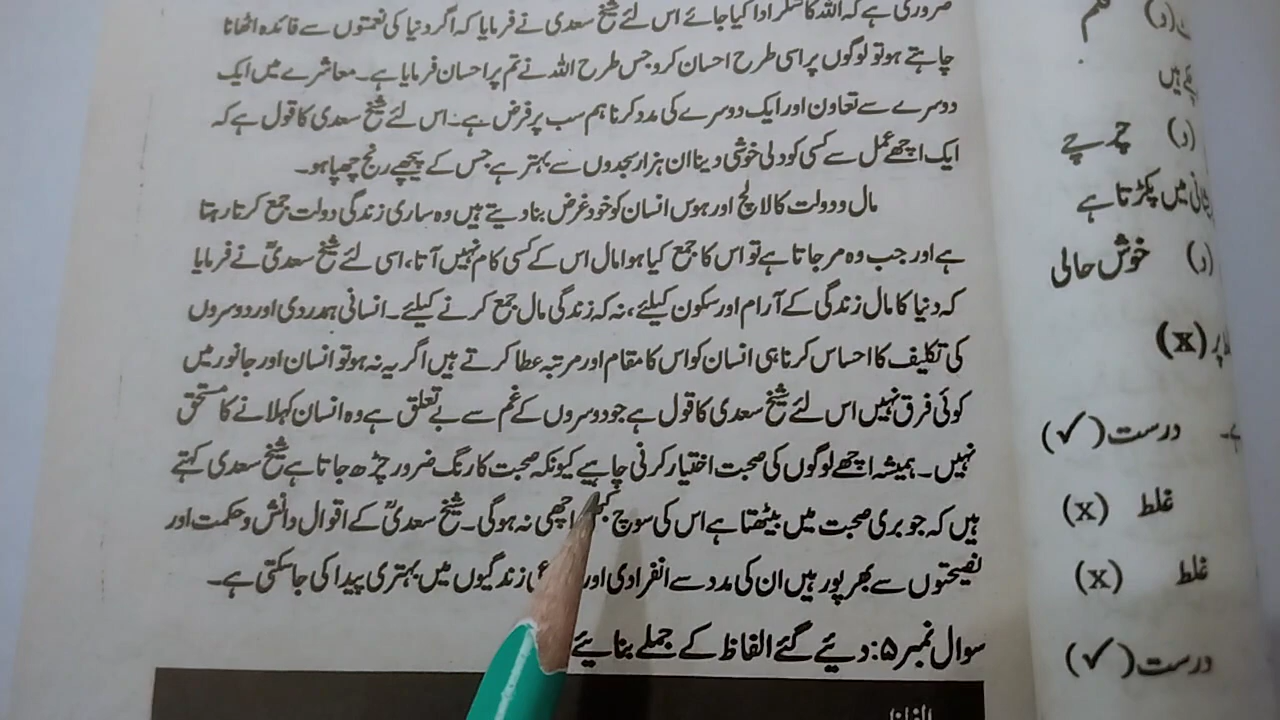 ضروری ہے کہ اللہ کا شکر ادا کیا جائے اس لئے شیخ سعدی نے فرمایا کہ اگر دنیا کی نعمتوں سے فائدہ اٹھانا
چاہتے ہو تو لوگوں پر اسی طرح احسان کرو جس طرح اللہ نے تم پر احسان فرمایا ہے۔ معاشرے میں ایک
دوسرے سے تعاون اور ایک دوسرے کی مدد کرنا ہم سب پر فرض ہے۔ اس لئے شیخ سعدی کا قول ہے کہ
ایک اچھے عمل سے کسی کو دلی خوشی دینا ان ہزار سجدوں سے بہتر ہے جس کے پیچھے رنج چھپا ہو۔
مال و دولت کا لالچ اور ہوس انسان کو خود غرض بنا دیتے ہیں وہ ساری زندگی دولت جمع کرتا رہتا
ہے اور جب وہ مر جاتا ہے تو اس کا جمع کیا ہوا مال اس کے کسی کام نہیں آتا، اسی لئے شیخ سعدیؒ نے فرمایا
کہ دنیا کا مال زندگی کے آرام اور سکون کیلئے، نہ کہ زندگی مال جمع کرنے کیلئے۔ انسانی ہمدردی اور دوسروں
کی تکلیف کا احساس کرنا ہی انسان کو اس کا مقام اور مرتبہ عطا کرتے ہیں اگر یہ نہ ہو تو انسان اور جانور میں
کوئی فرق نہیں اس لئے شیخ سعدی کا قول ہے جو دوسروں کے غم سے بے تعلق ہے وہ انسان کہلانے کا مستحق
نہیں۔ ہمیشہ اچھے لوگوں کی صحبت اختیار کرنی چاہیے کیونکہ صحبت کا رنگ ضرور چڑھ جاتا ہے شیخ سعدی کہتے
ہیں کہ جو بری صحبت میں بیٹھتا ہے اس کی سوچ اچھی نہ ہوگی۔ شیخ سعدیؒ کے اقوال دانش و حکمت اور
نصیحتوں سے بھرپور ہیں ان کی مدد سے انفرادی اور زندگیوں میں بہتری پیدا کی جاسکتی ہے۔
سوال نمبر ۵: دیئے گئے الفاظ کے جملے بنائیے
(د)
(د) چمچے
میں پکڑتا ہے
(د) خوش حالی
پر (x)
درست (✓)
غلط (x)
غلط (x)
درست (✓)